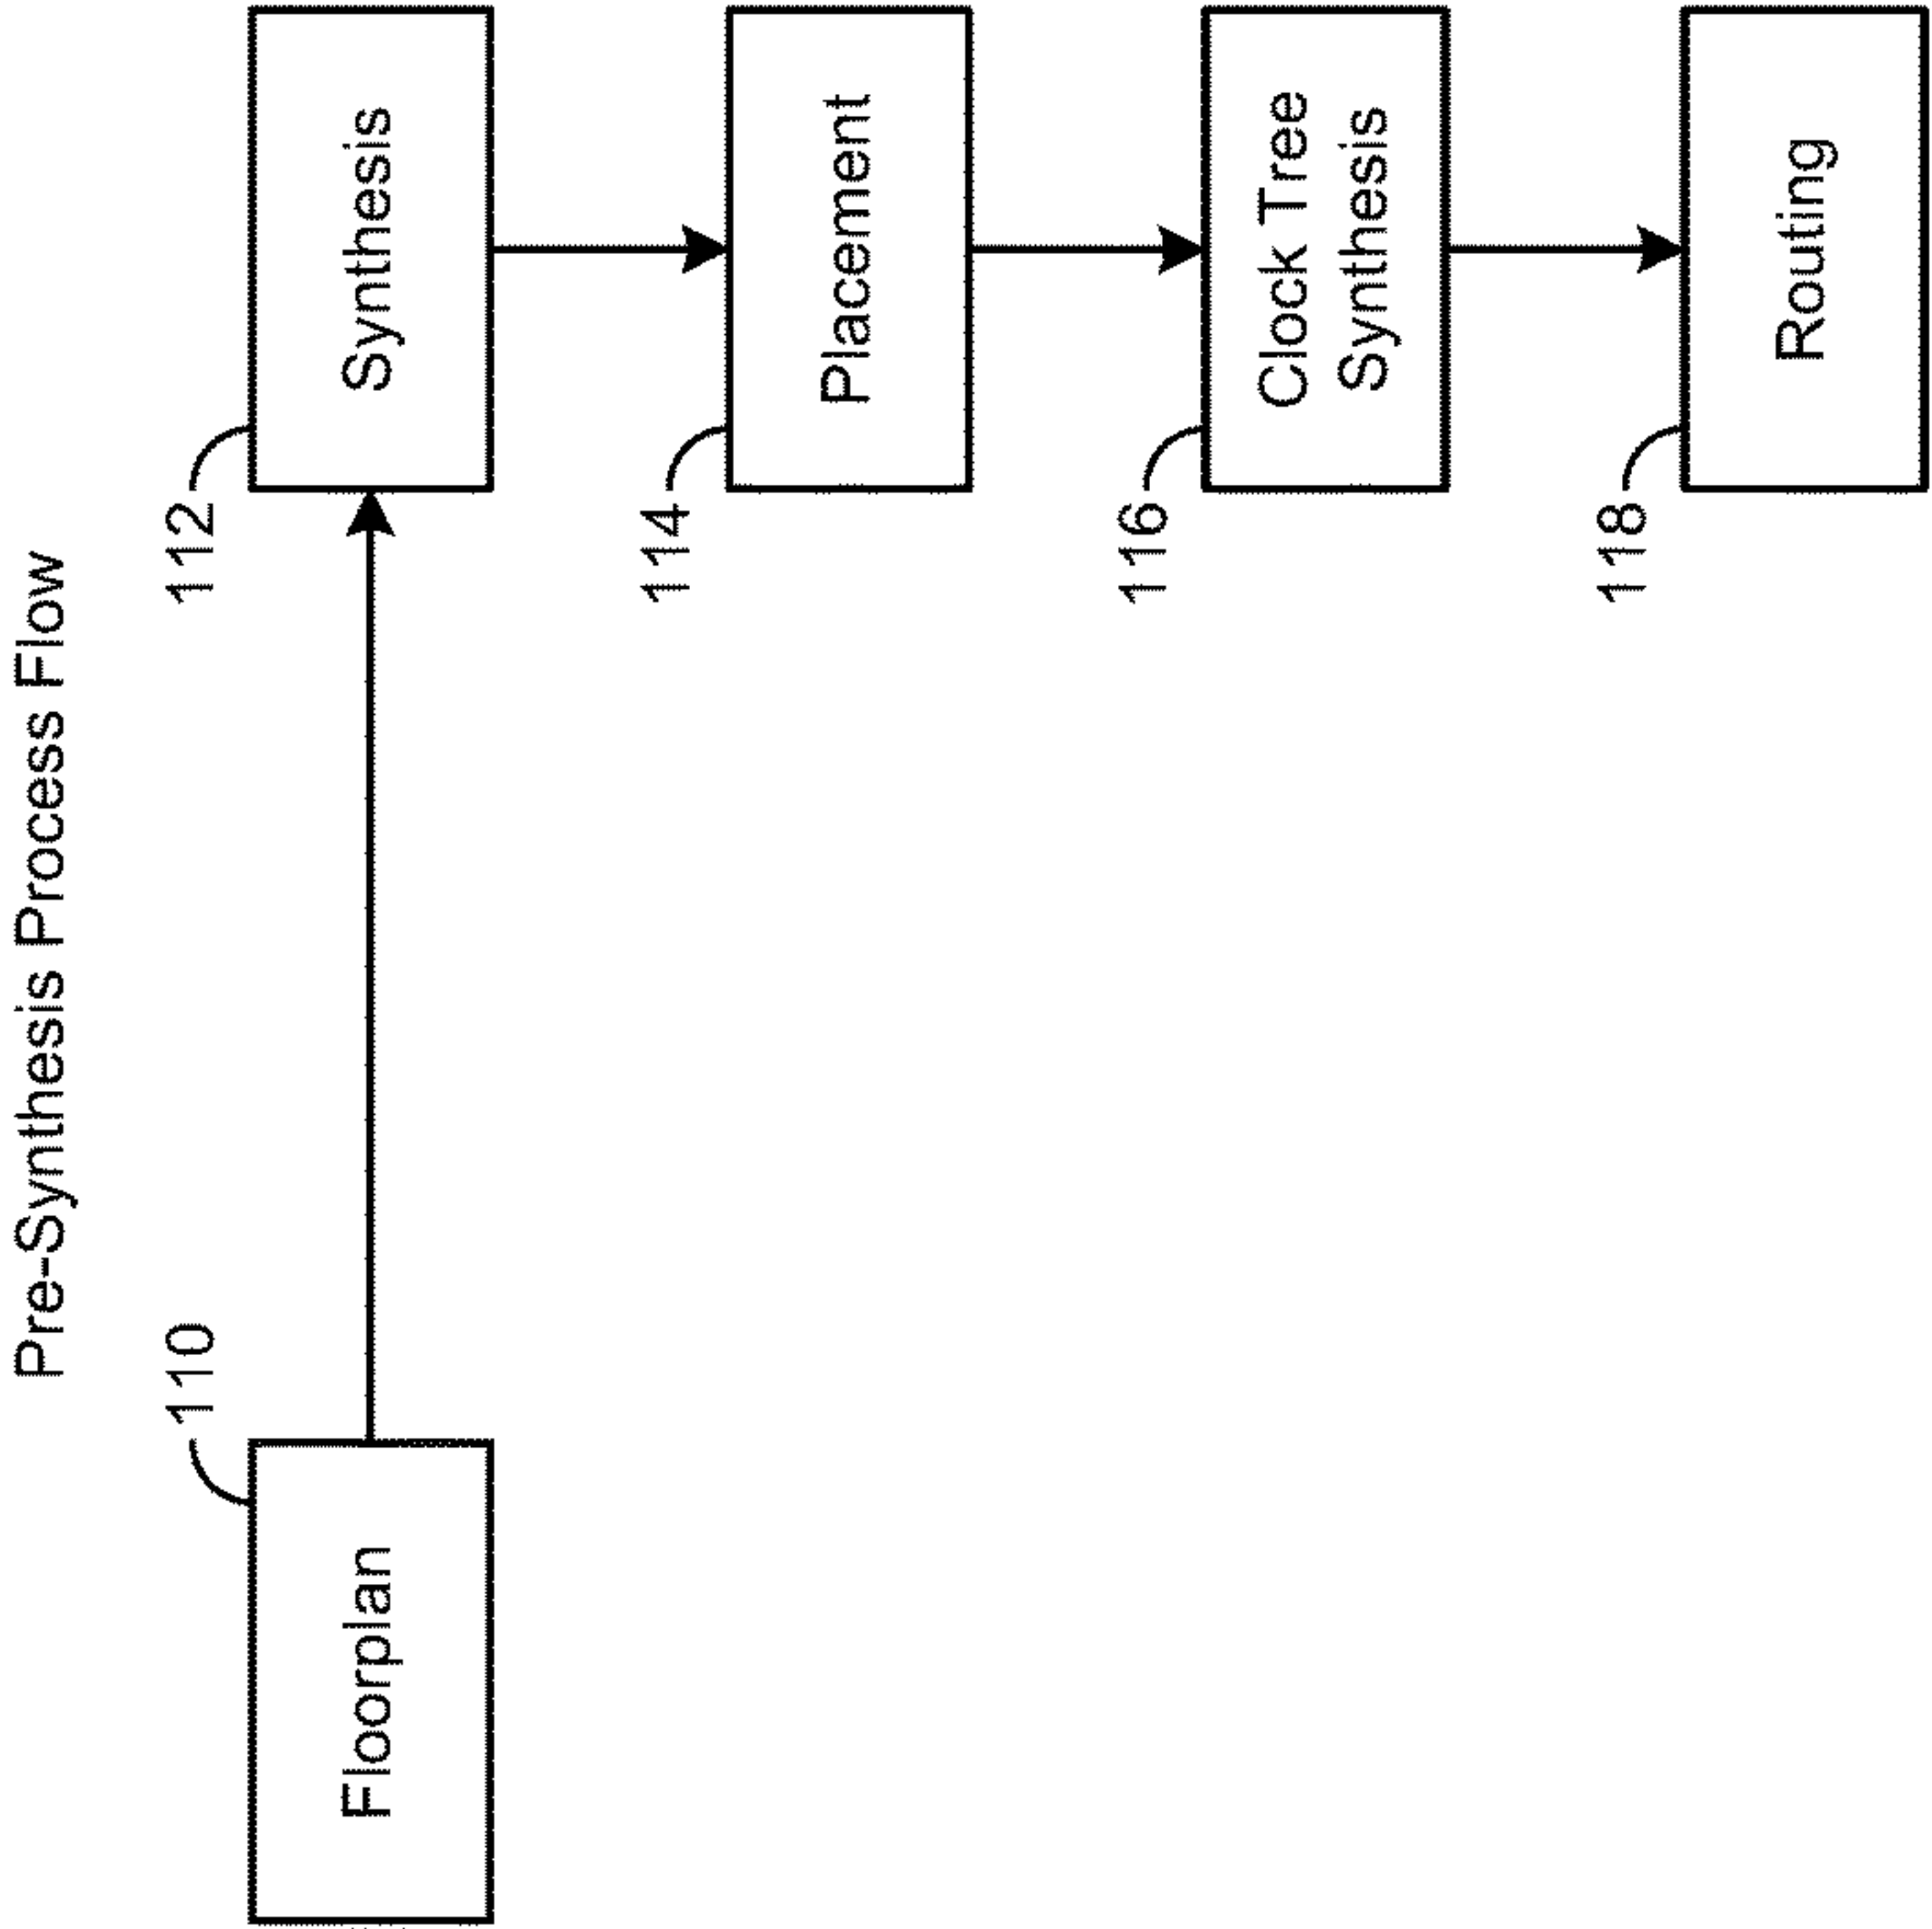 Pre-Synthesis Process Flow
110
Floorplan
112
Synthesis
114
Placement
116
Clock Tree
Synthesis
118
Routing